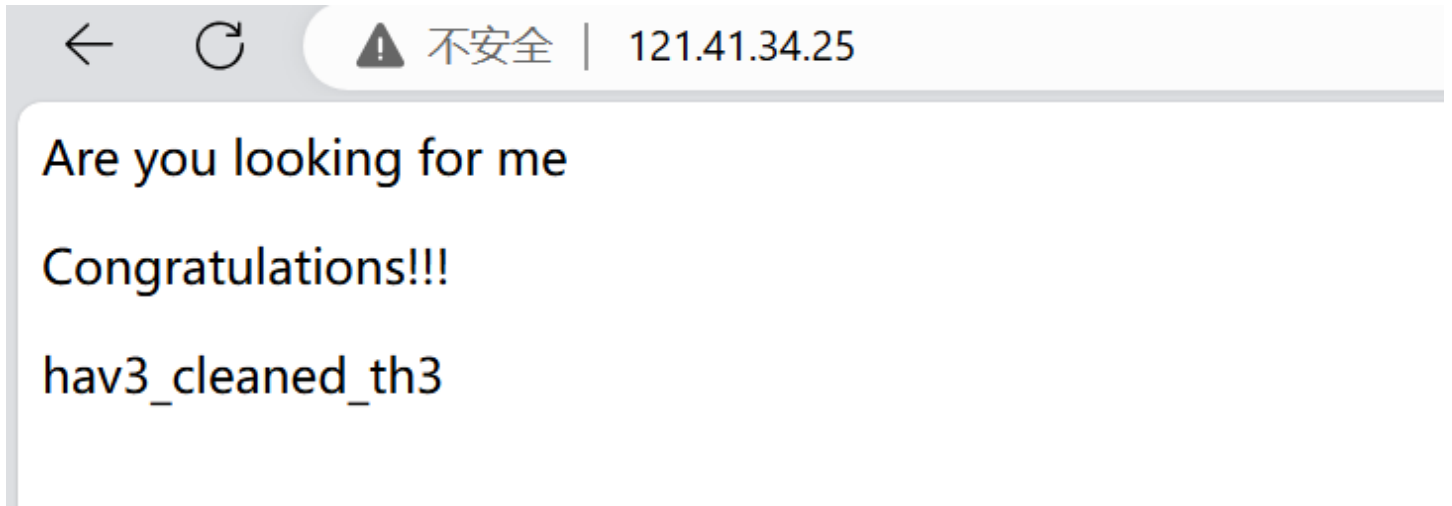 不安全 | 121.41.34.25
Are you looking for me
Congratulations!!!
hav3_cleaned_th3